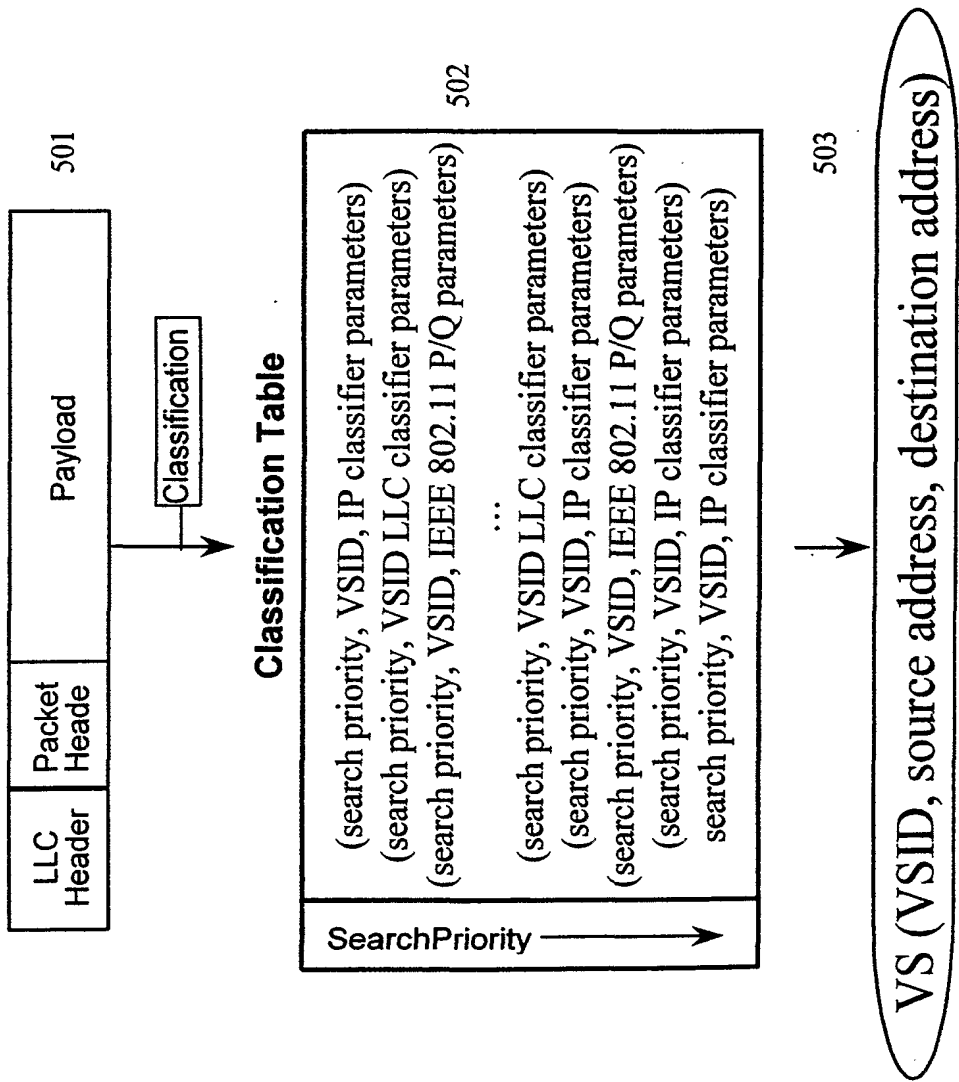 LLC
Header
Packet
Heade
Payload
501
Classification
Classification Table
SearchPriority
(search priority, VSID, IP classifier parameters)
(search priority, VSID LLC classifier parameters)
(search priority, VSID, IEEE 802.11 P/Q parameters)
...
(search priority, VSID LLC classifier parameters)
(search priority, VSID, IP classifier parameters)
(search priority, VSID, IEEE 802.11 P/Q parameters)
(search priority, VSID, IP classifier parameters)
search priority, VSID, IP classifier parameters)
502
503
VS (VSID, source address, destination address)